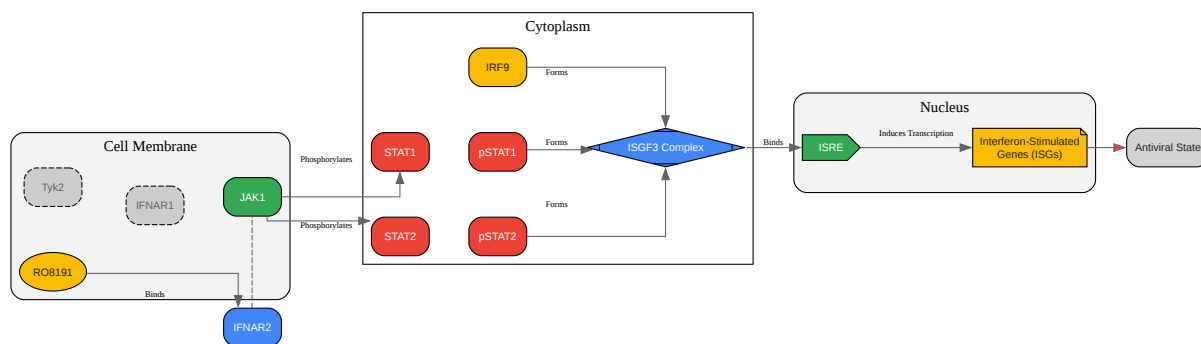 Cytoplasm
IRF9
Forms
Nucleus
Cell Membrane
STAT1
pSTAT1
Forms
ISGF3 Complex
Binds
ISRE
Induces Transcription
Interferon-Stimulated
Genes (ISGs)
Antiviral State
Phosphorylates
Tyk2
IFNAR1
JAK1
Forms
Phosphorylates
STAT2
pSTAT2
RO8191
Binds
IFNAR2